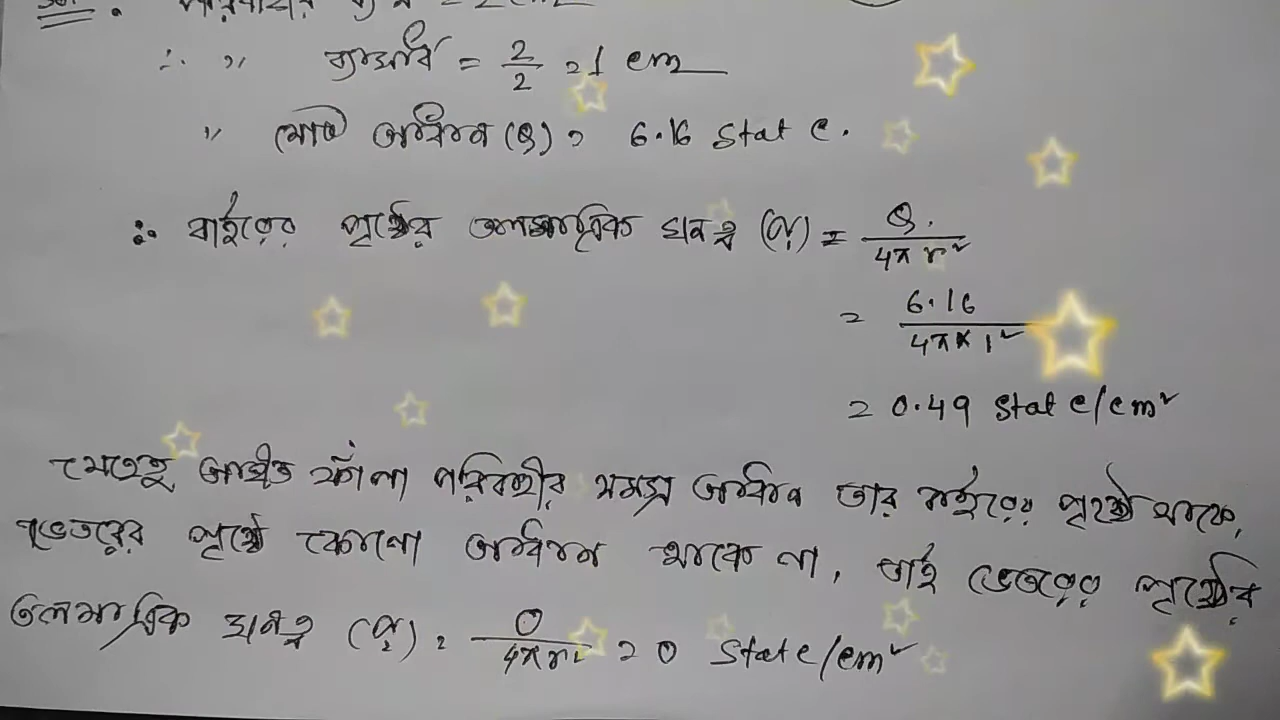 ∴ ,, ব্যাসার্ধ = 2/2 = 1 cm
,, মোট আধান (Q) = 6.16 Stat C.
∴ বাইরের পৃষ্ঠের তলমাত্রিক ঘনত্ব (σ₁) = Q/4πr²
= 6.16/4π×1²
= 0.49 Stat C/cm²
যেহেতু আহিত ফাঁপা পরিবাহীর সমস্ত আধান তার বাইরের পৃষ্ঠে থাকে,
ভেতরের পৃষ্ঠে কোনো আধান থাকে না, তাই ভেতরের পৃষ্ঠের
তলমাত্রিক ঘনত্ব (σ₂) = 0/4πr² = 0 Stat C/cm²